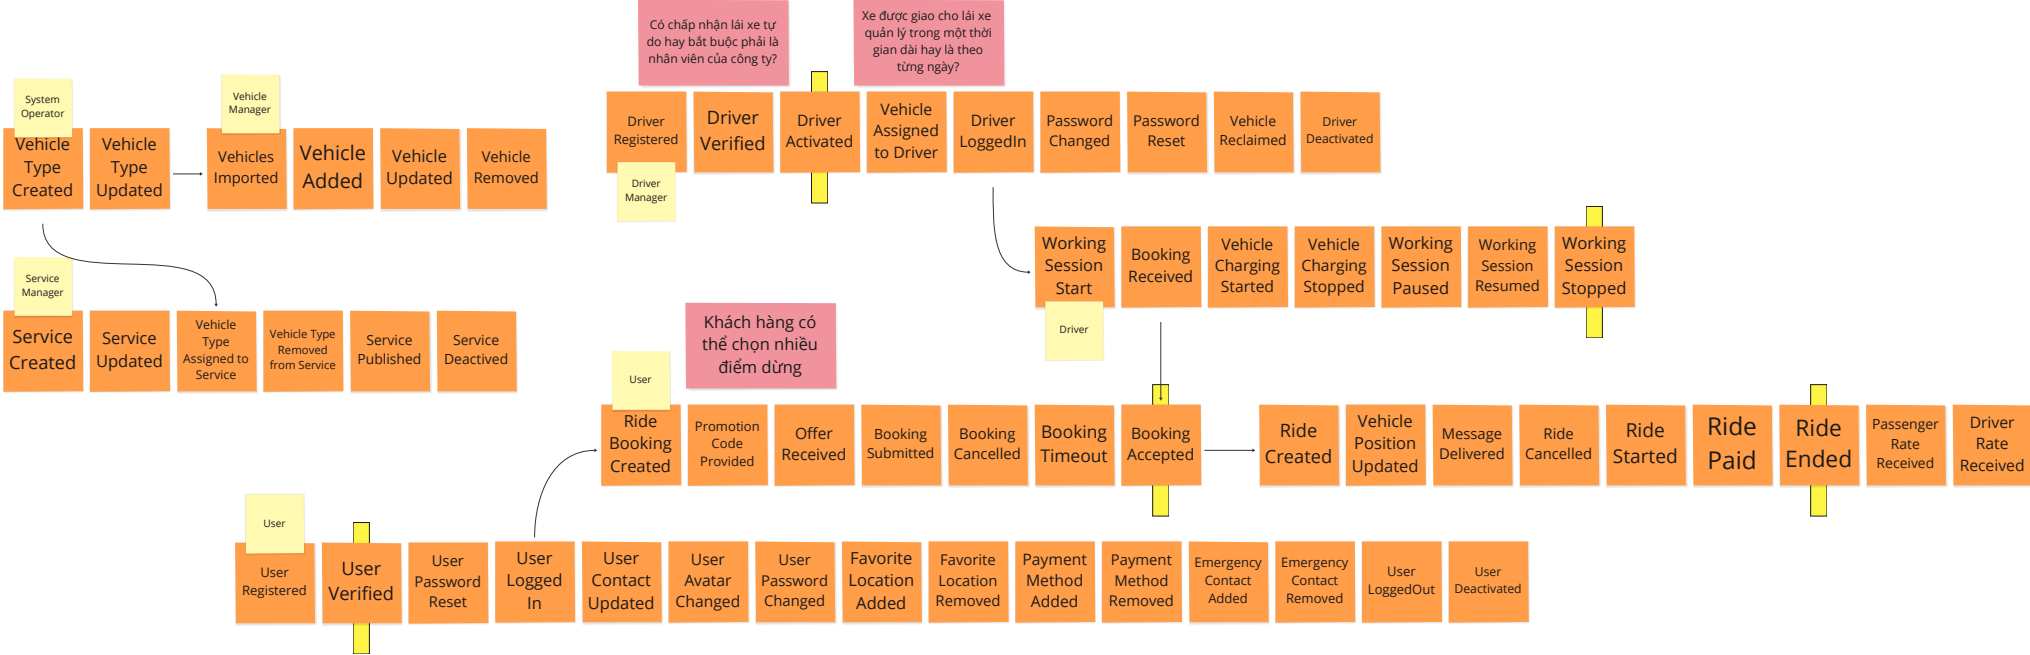 Có chấp nhận lái xe tự
do hay bắt buộc phải là
nhân viên của công ty?
Xe được giao cho lái xe
quản lý trong một thời
gian dài hay là theo
từng ngày?
System
Operator
Vehicle
Type
Created
Vehicle
Type
Updated
Vehicle
Manager
Vehicles
Imported
Vehicle
Added
Vehicle
Updated
Vehicle
Removed
Driver
Registered
Driver
Manager
Driver
Verified
Driver
Activated
Vehicle
Assigned
to Driver
Driver
LoggedIn
Password
Changed
Password
Reset
Vehicle
Reclaimed
Driver
Deactivated
Working
Session
Start
Driver
Booking
Received
Vehicle
Charging
Started
Vehicle
Charging
Stopped
Working
Session
Paused
Working
Session
Resumed
Working
Session
Stopped
Service
Manager
Service
Created
Service
Updated
Vehicle
Type
Assigned to
Service
Vehicle Type
Removed
from Service
Service
Published
Service
Deactived
Khách hàng có
thể chọn nhiều
điểm dừng
User
Ride
Booking
Created
Promotion
Code
Provided
Offer
Received
Booking
Submitted
Booking
Cancelled
Booking
Timeout
Booking
Accepted
Ride
Created
Vehicle
Position
Updated
Message
Delivered
Ride
Cancelled
Ride
Started
Ride
Paid
Ride
Ended
Passenger
Rate
Received
Driver
Rate
Received
User
User
Registered
User
Verified
User
Password
Reset
User
Logged
In
User
Contact
Updated
User
Avatar
Changed
User
Password
Changed
Favorite
Location
Added
Favorite
Location
Removed
Payment
Method
Added
Payment
Method
Removed
Emergency
Contact
Added
Emergency
Contact
Removed
User
LoggedOut
User
Deactivated